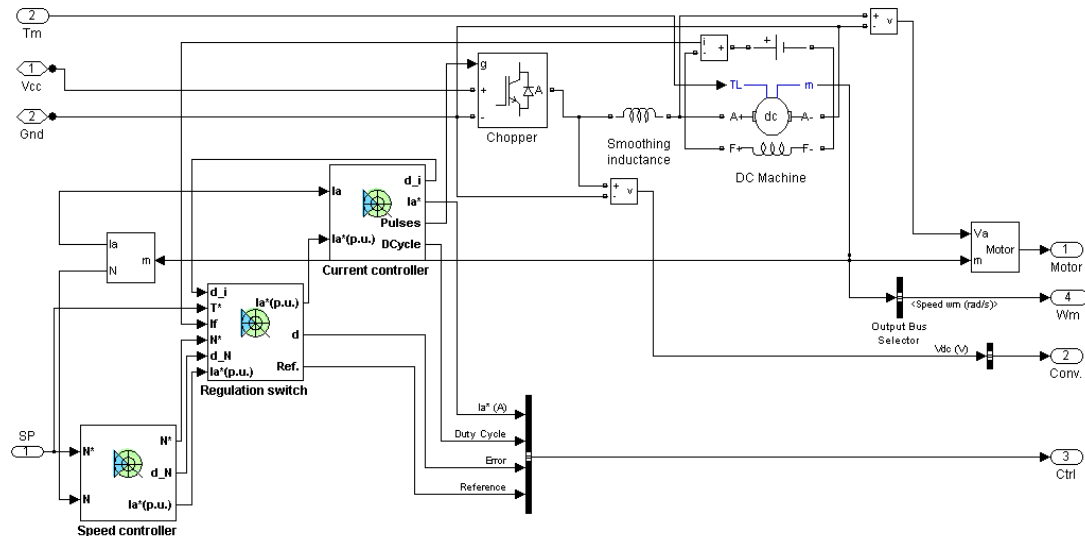 2
Tm
1
Vcc
2
Gnd
g
+
-
A
Chopper
Smoothing
inductance
i
+
-
+
TL
m
A+
dc
A-
F+
F-
DC Machine
+
-
v
+
-
v
Ia
d_i
Ia*
Pulses
Ia*(p.u.)
DCycle
Current controller
Ia
N
m
d_i
T*
If
N*
d_N
Ia*(p.u.)
Ia*(p.u.)
d
Ref.
Regulation switch
SP
1
N*
N
N*
d_N
Ia*(p.u.)
Speed controller
Va
m
Motor
1
Motor
<Speed wm (rad/s)>
Output Bus
Selector
4
Wm
Vdc (V)
2
Conv.
Ia* (A)
Duty Cycle
Error
Reference
3
Ctrl